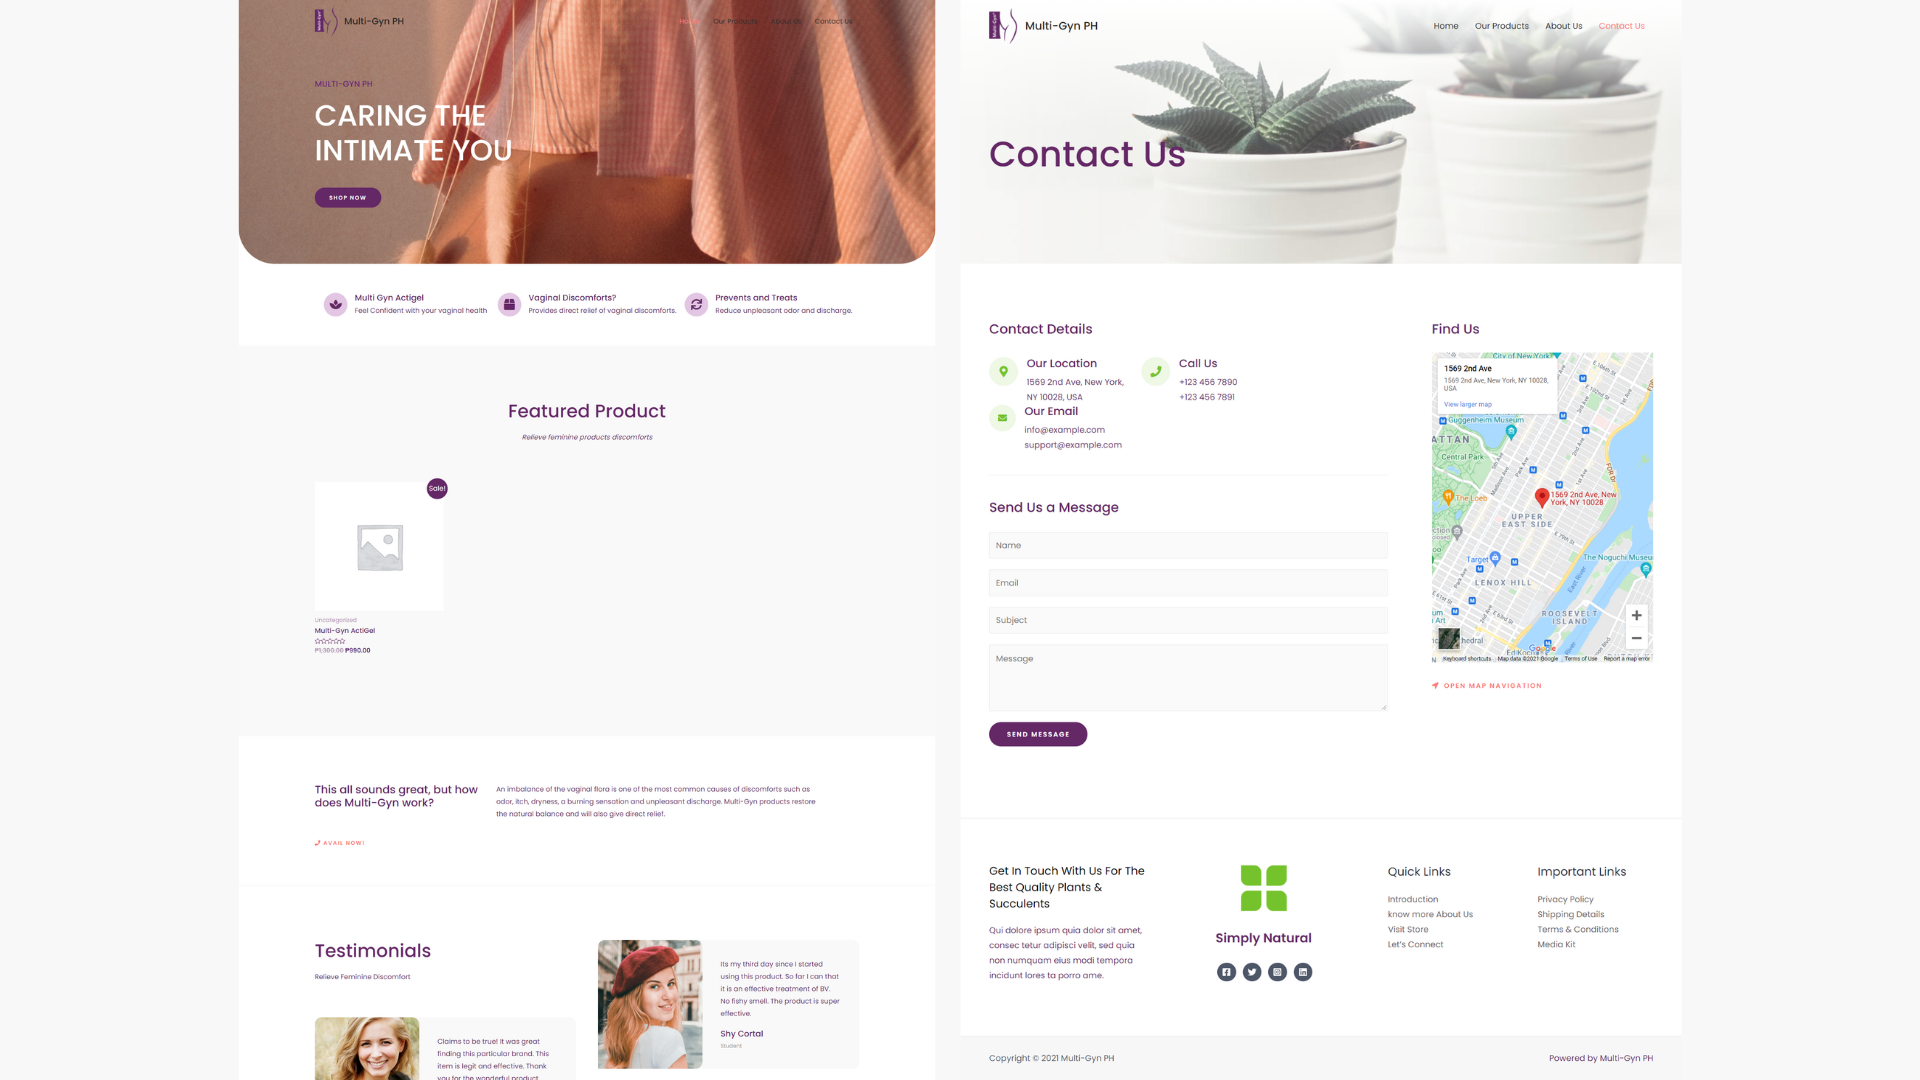 Multi-Gyn PH
Home
Our Products
About Us
Contact Us
MULTI-GYN PH
CARING THE
INTIMATE YOU
SHOP NOW
Multi Gyn Actigel
Feel Confident with your vaginal health
Vaginal Discomforts?
Provides direct relief of vaginal discomforts.
Prevents and Treats
Reduce unpleasant odor and discharge.
Featured Product
Relieve feminine products discomforts
Sale!
Uncategorized
Multi-Gyn ActiGel
₱1,300.00 ₱950.00
This all sounds great, but how
does Multi-Gyn work?
An imbalance of the vaginal flora is one of the most common causes of discomforts such as
odor, itch, dryness, a burning sensation and unpleasant discharge. Multi-Gyn products restore
the natural balance and will also give direct relief.
AVAIL NOW!
Testimonials
Relieve Feminine Discomfort
Claims to be true! It was great
finding this particular brand. This
item is legit and effective. Thank
you for the wonderful product.
Its my third day since I started
using this product. So far I can that
it is an effective treatment of BV.
No fishy smell. The product is super
effective.
Shy Cortal
Student
Multi-Gyn PH
Home
Our Products
About Us
Contact Us
Contact Us
Contact Details
Our Location
1569 2nd Ave, New York,
NY 10028, USA
Call Us
+123 456 7890
+123 456 7891
Our Email
info@example.com
support@example.com
Send Us a Message
Name
Email
Subject
Message
SEND MESSAGE
Find Us
City of New York
1569 2nd Ave
1569 2nd Ave, New York, NY 10028,
USA
View larger map
Guggenheim Museum
ATTAN
Central Park
The Loeb
1569 2nd Ave, New
York, NY 10028
UPPER
EAST SIDE
E 79th St
Target
The Noguchi Museu
LENOX HILL
East River
ROOSEVELT
ISLAND
hedral
Google
Keyboard shortcuts
Map data ©2021 Google
Terms of Use
Report a map error
OPEN MAP NAVIGATION
Get In Touch With Us For The
Best Quality Plants &
Succulents
Qui dolore ipsum quia dolor sit amet,
consec tetur adipisci velit, sed quia
non numquam eius modi tempora
incidunt lores ta porro ame.
Simply Natural
Quick Links
Introduction
know more About Us
Visit Store
Let's Connect
Important Links
Privacy Policy
Shipping Details
Terms & Conditions
Media Kit
Copyright © 2021 Multi-Gyn PH
Powered by Multi-Gyn PH